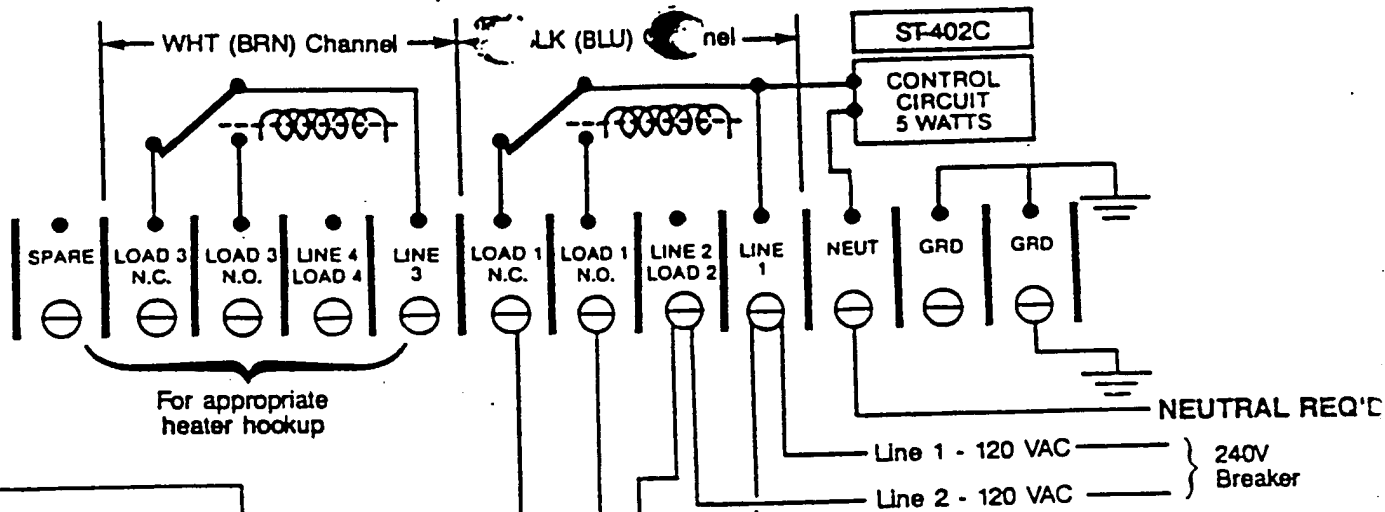 WHT (BRN) Channel
(BLU)
ST-402C
CONTROL
CIRCUIT
5 WATTS
SPARE
LOAD 3
N.C.
LOAD 3
N.O.
LINE 4
LOAD 4
LINE
3
LOAD 1
N.C.
LOAD 1
N.O.
LINE 2
LOAD 2
LINE
1
NEUT
GRD
GRD
For appropriate
heater hookup
NEUTRAL REQ'D
Line 1 - 120 VAC
Line 2 - 120 VAC
240V
Breaker